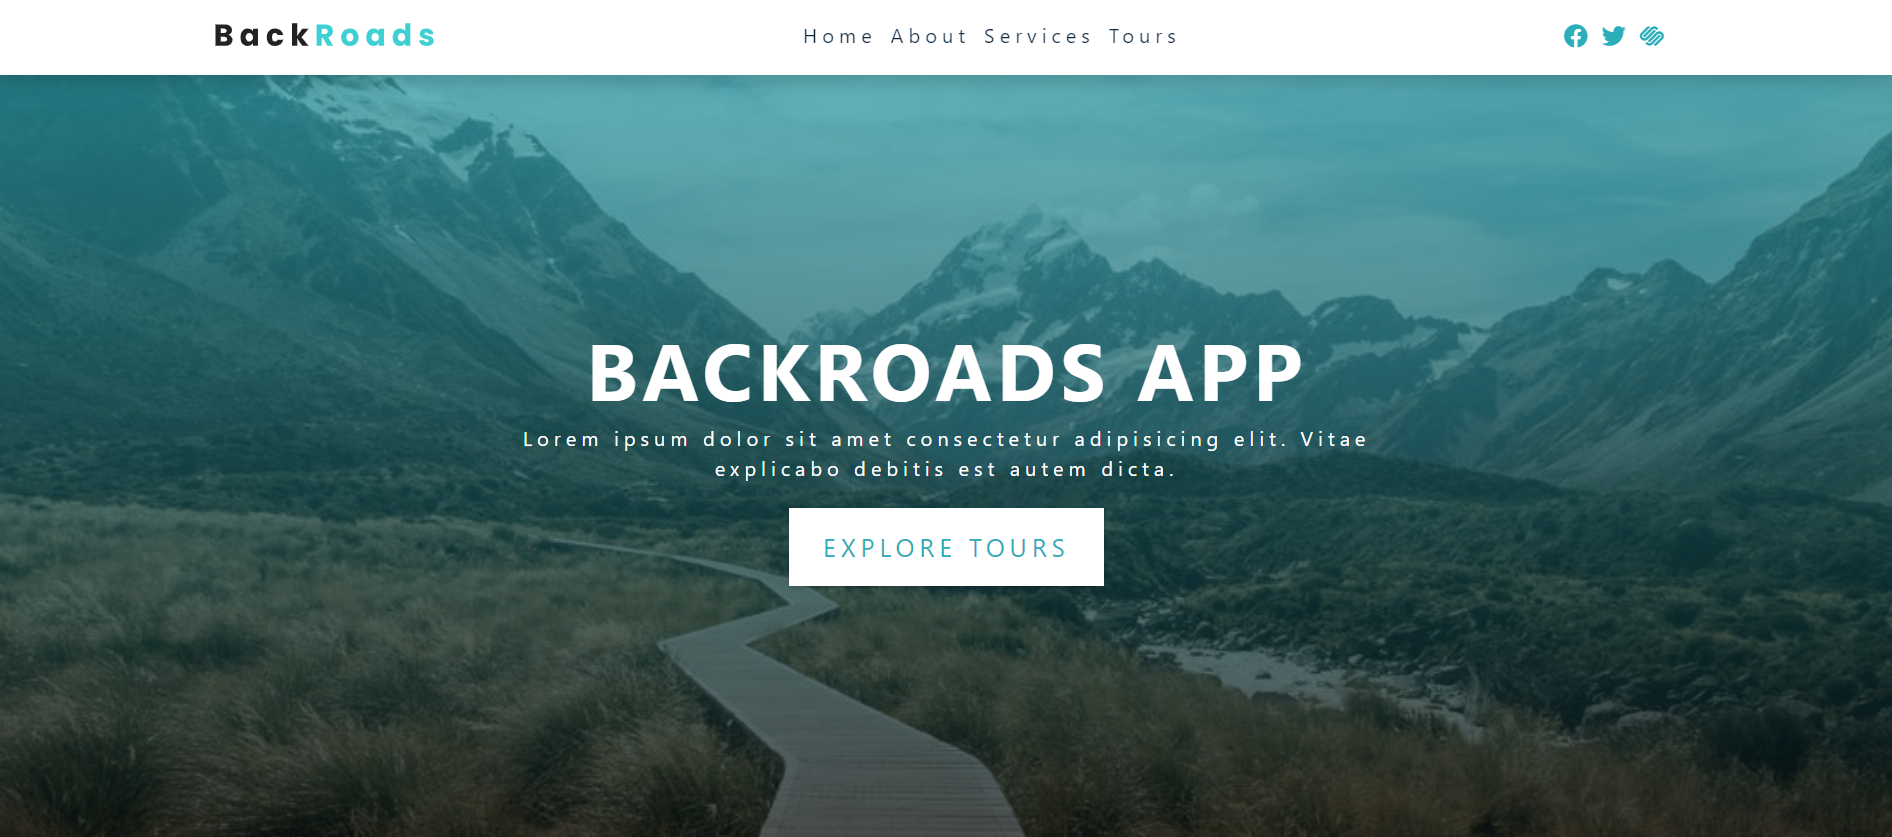 BackRoads
Home About Services Tours
BACKROADS APP
Lorem ipsum dolor sit amet consectetur adipisicing elit. Vitae
explicabo debitis est autem dicta.
EXPLORE TOURS